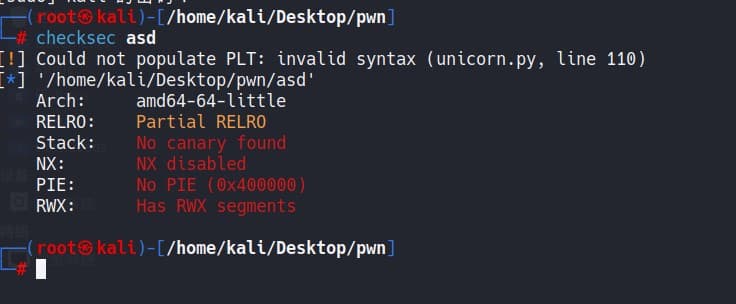 ┌──(root㉿kali)-[/home/kali/Desktop/pwn]
└─# checksec asd
[!] Could not populate PLT: invalid syntax (unicorn.py, line 110)
[*] '/home/kali/Desktop/pwn/asd'
    Arch:     amd64-64-little
    RELRO:    Partial RELRO
    Stack:    No canary found
    NX:       NX disabled
    PIE:      No PIE (0x400000)
    RWX:      Has RWX segments
┌──(root㉿kali)-[/home/kali/Desktop/pwn]
└─#